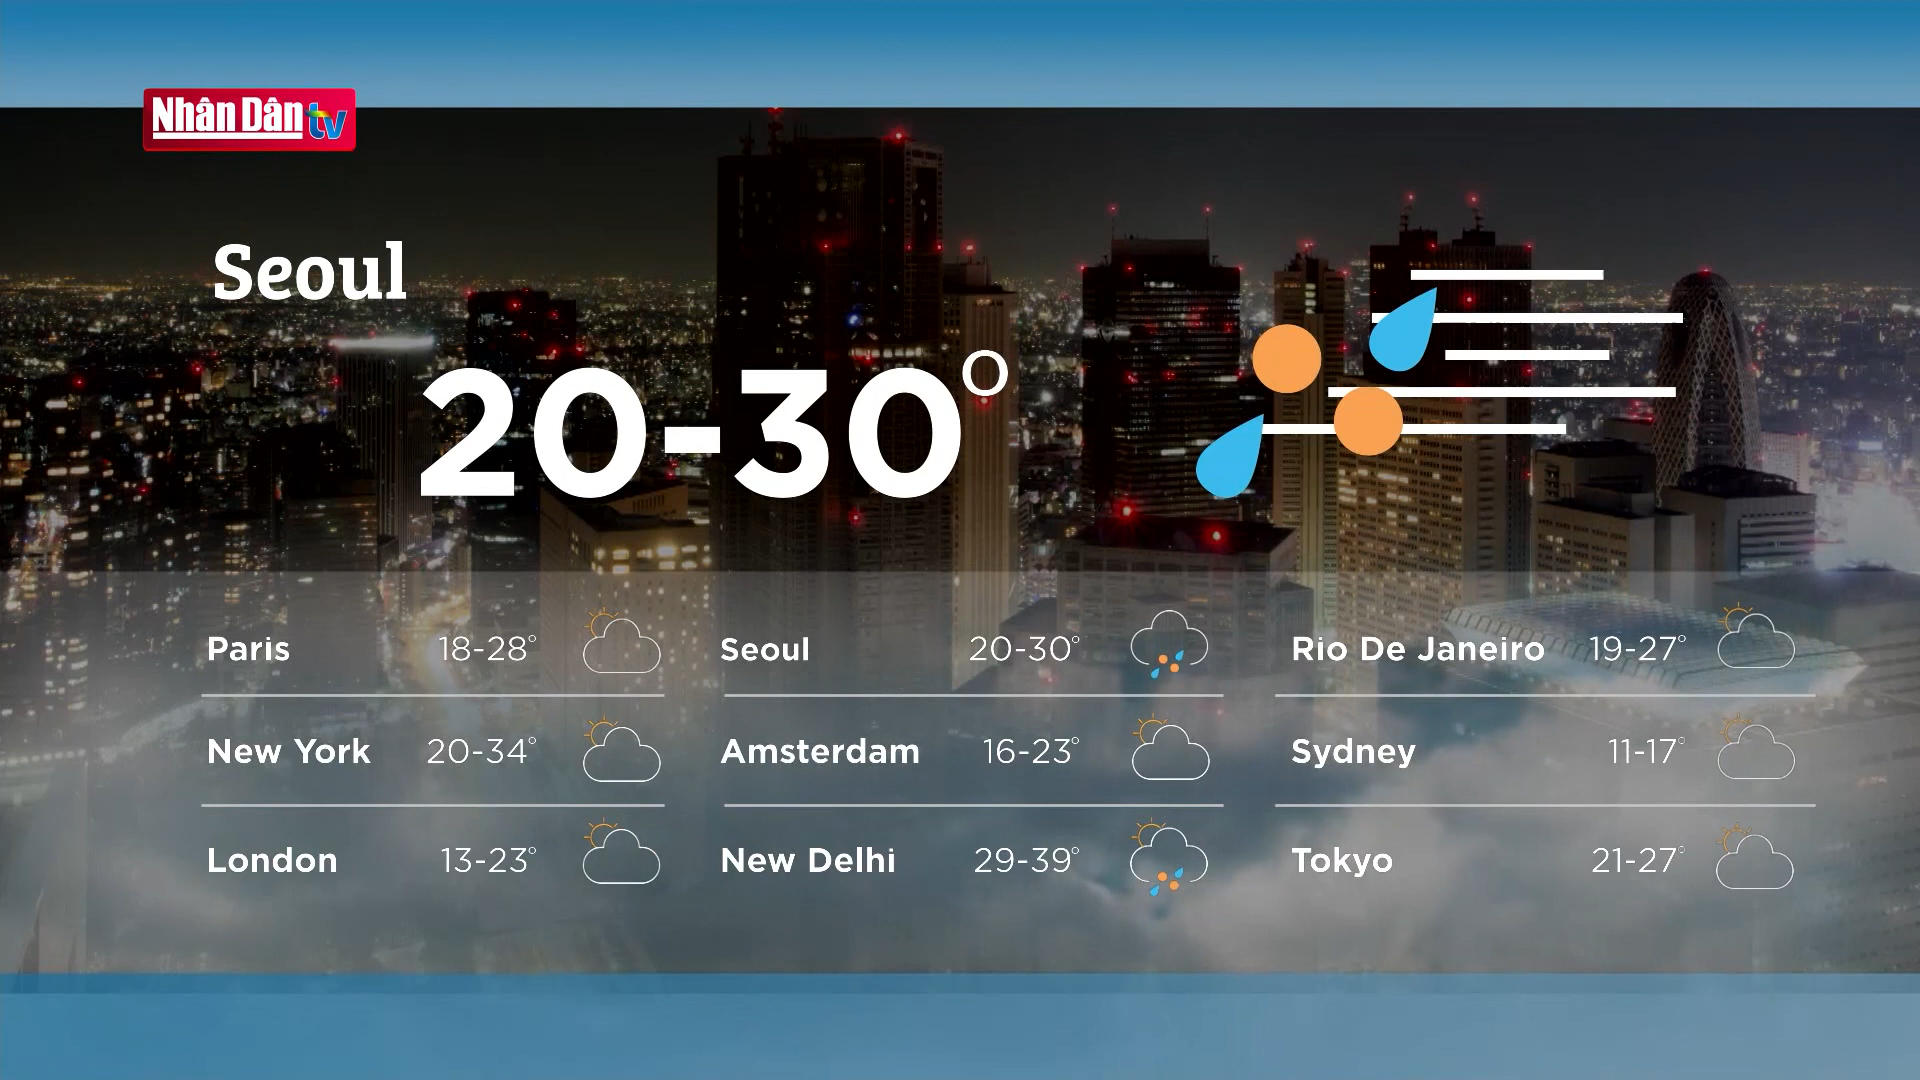 Nhân Dân tv
Seoul
20-30°
Paris 18-28°
New York 20-34°
London 13-23°
Seoul 20-30°
Amsterdam 16-23°
New Delhi 29-39°
Rio De Janeiro 19-27°
Sydney 11-17°
Tokyo 21-27°